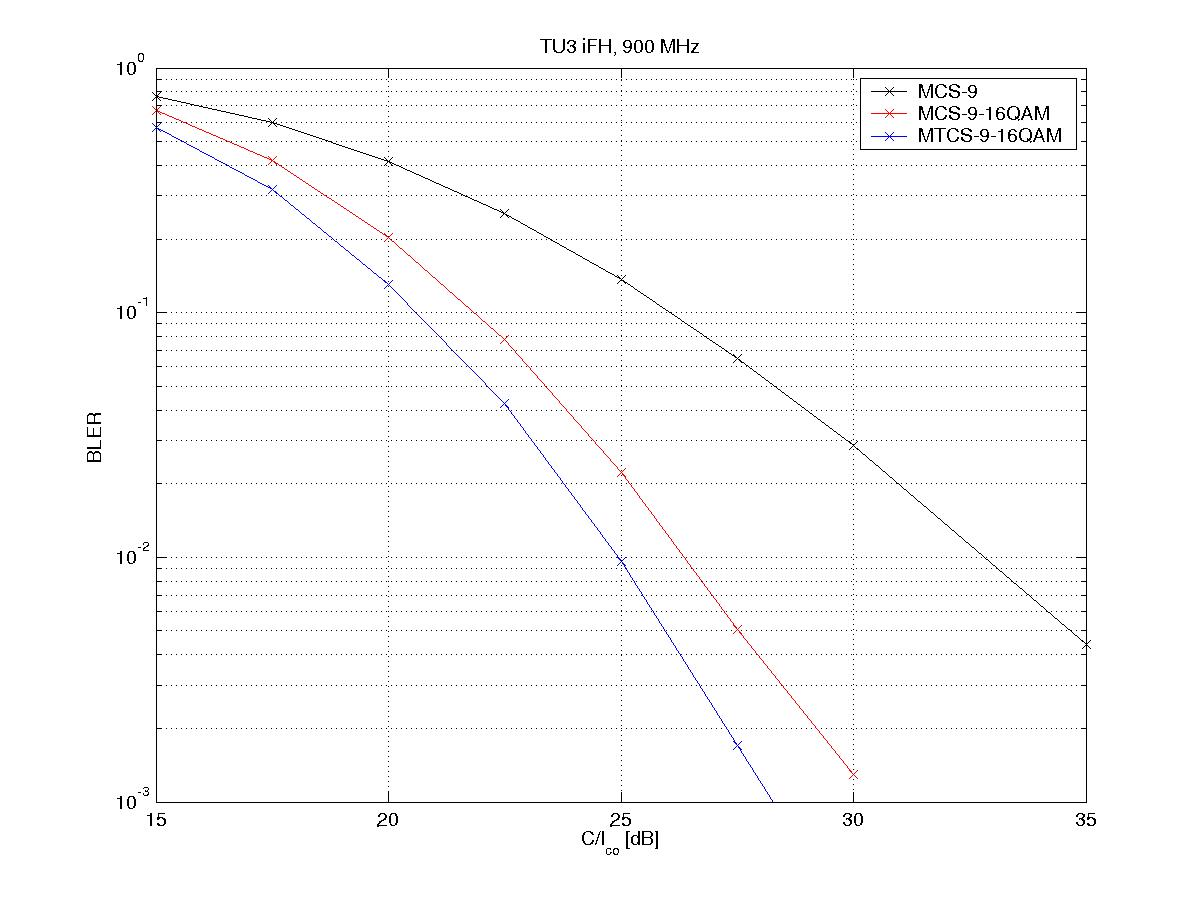 TU3 iFH, 900 MHz
10^0
MCS-9
MCS-9-16QAM
MTCS-9-16QAM
10^-1
BLER
10^-2
10^-3
15 20 25 30 35
C/I_co [dB]